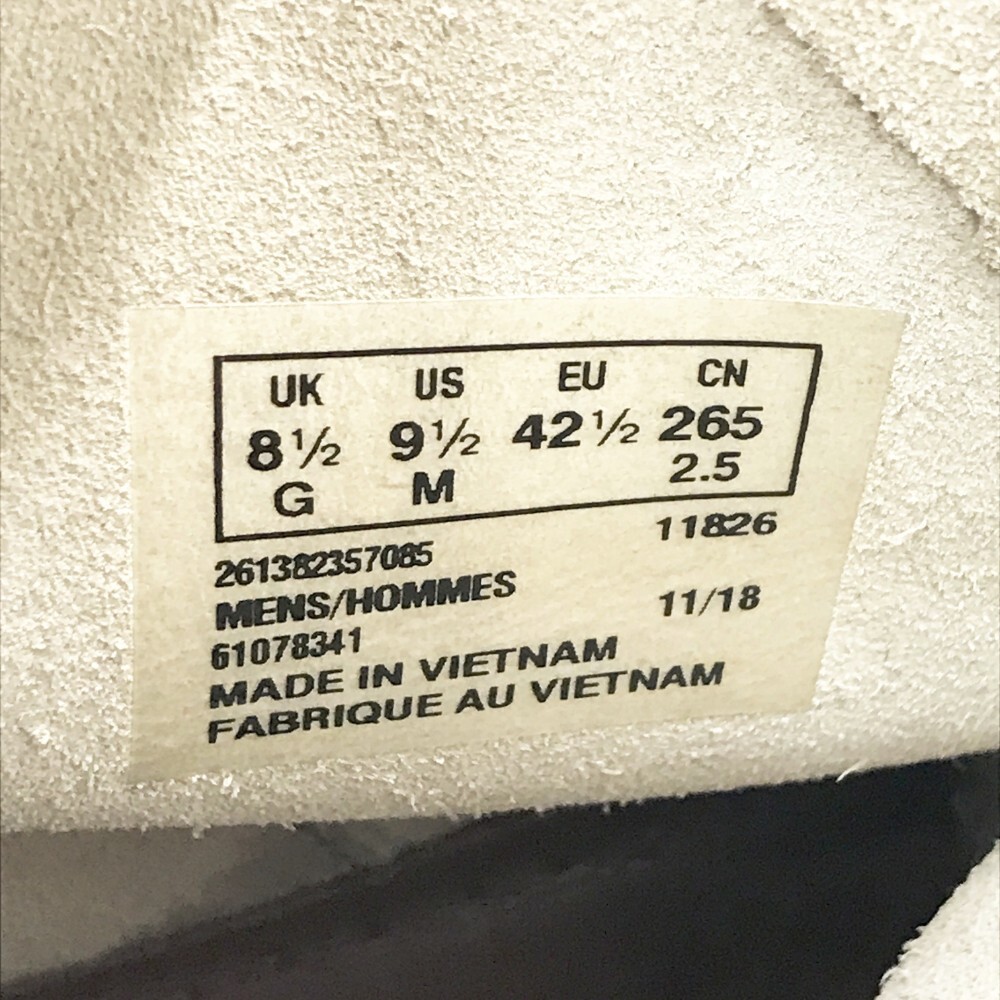 UK US EU CN
8½ 9½ 42½ 265
G M 2.5
261382357085 11826
MENS/HOMMES 11/18
61078341
MADE IN VIETNAM
FABRIQUE AU VIETNAM